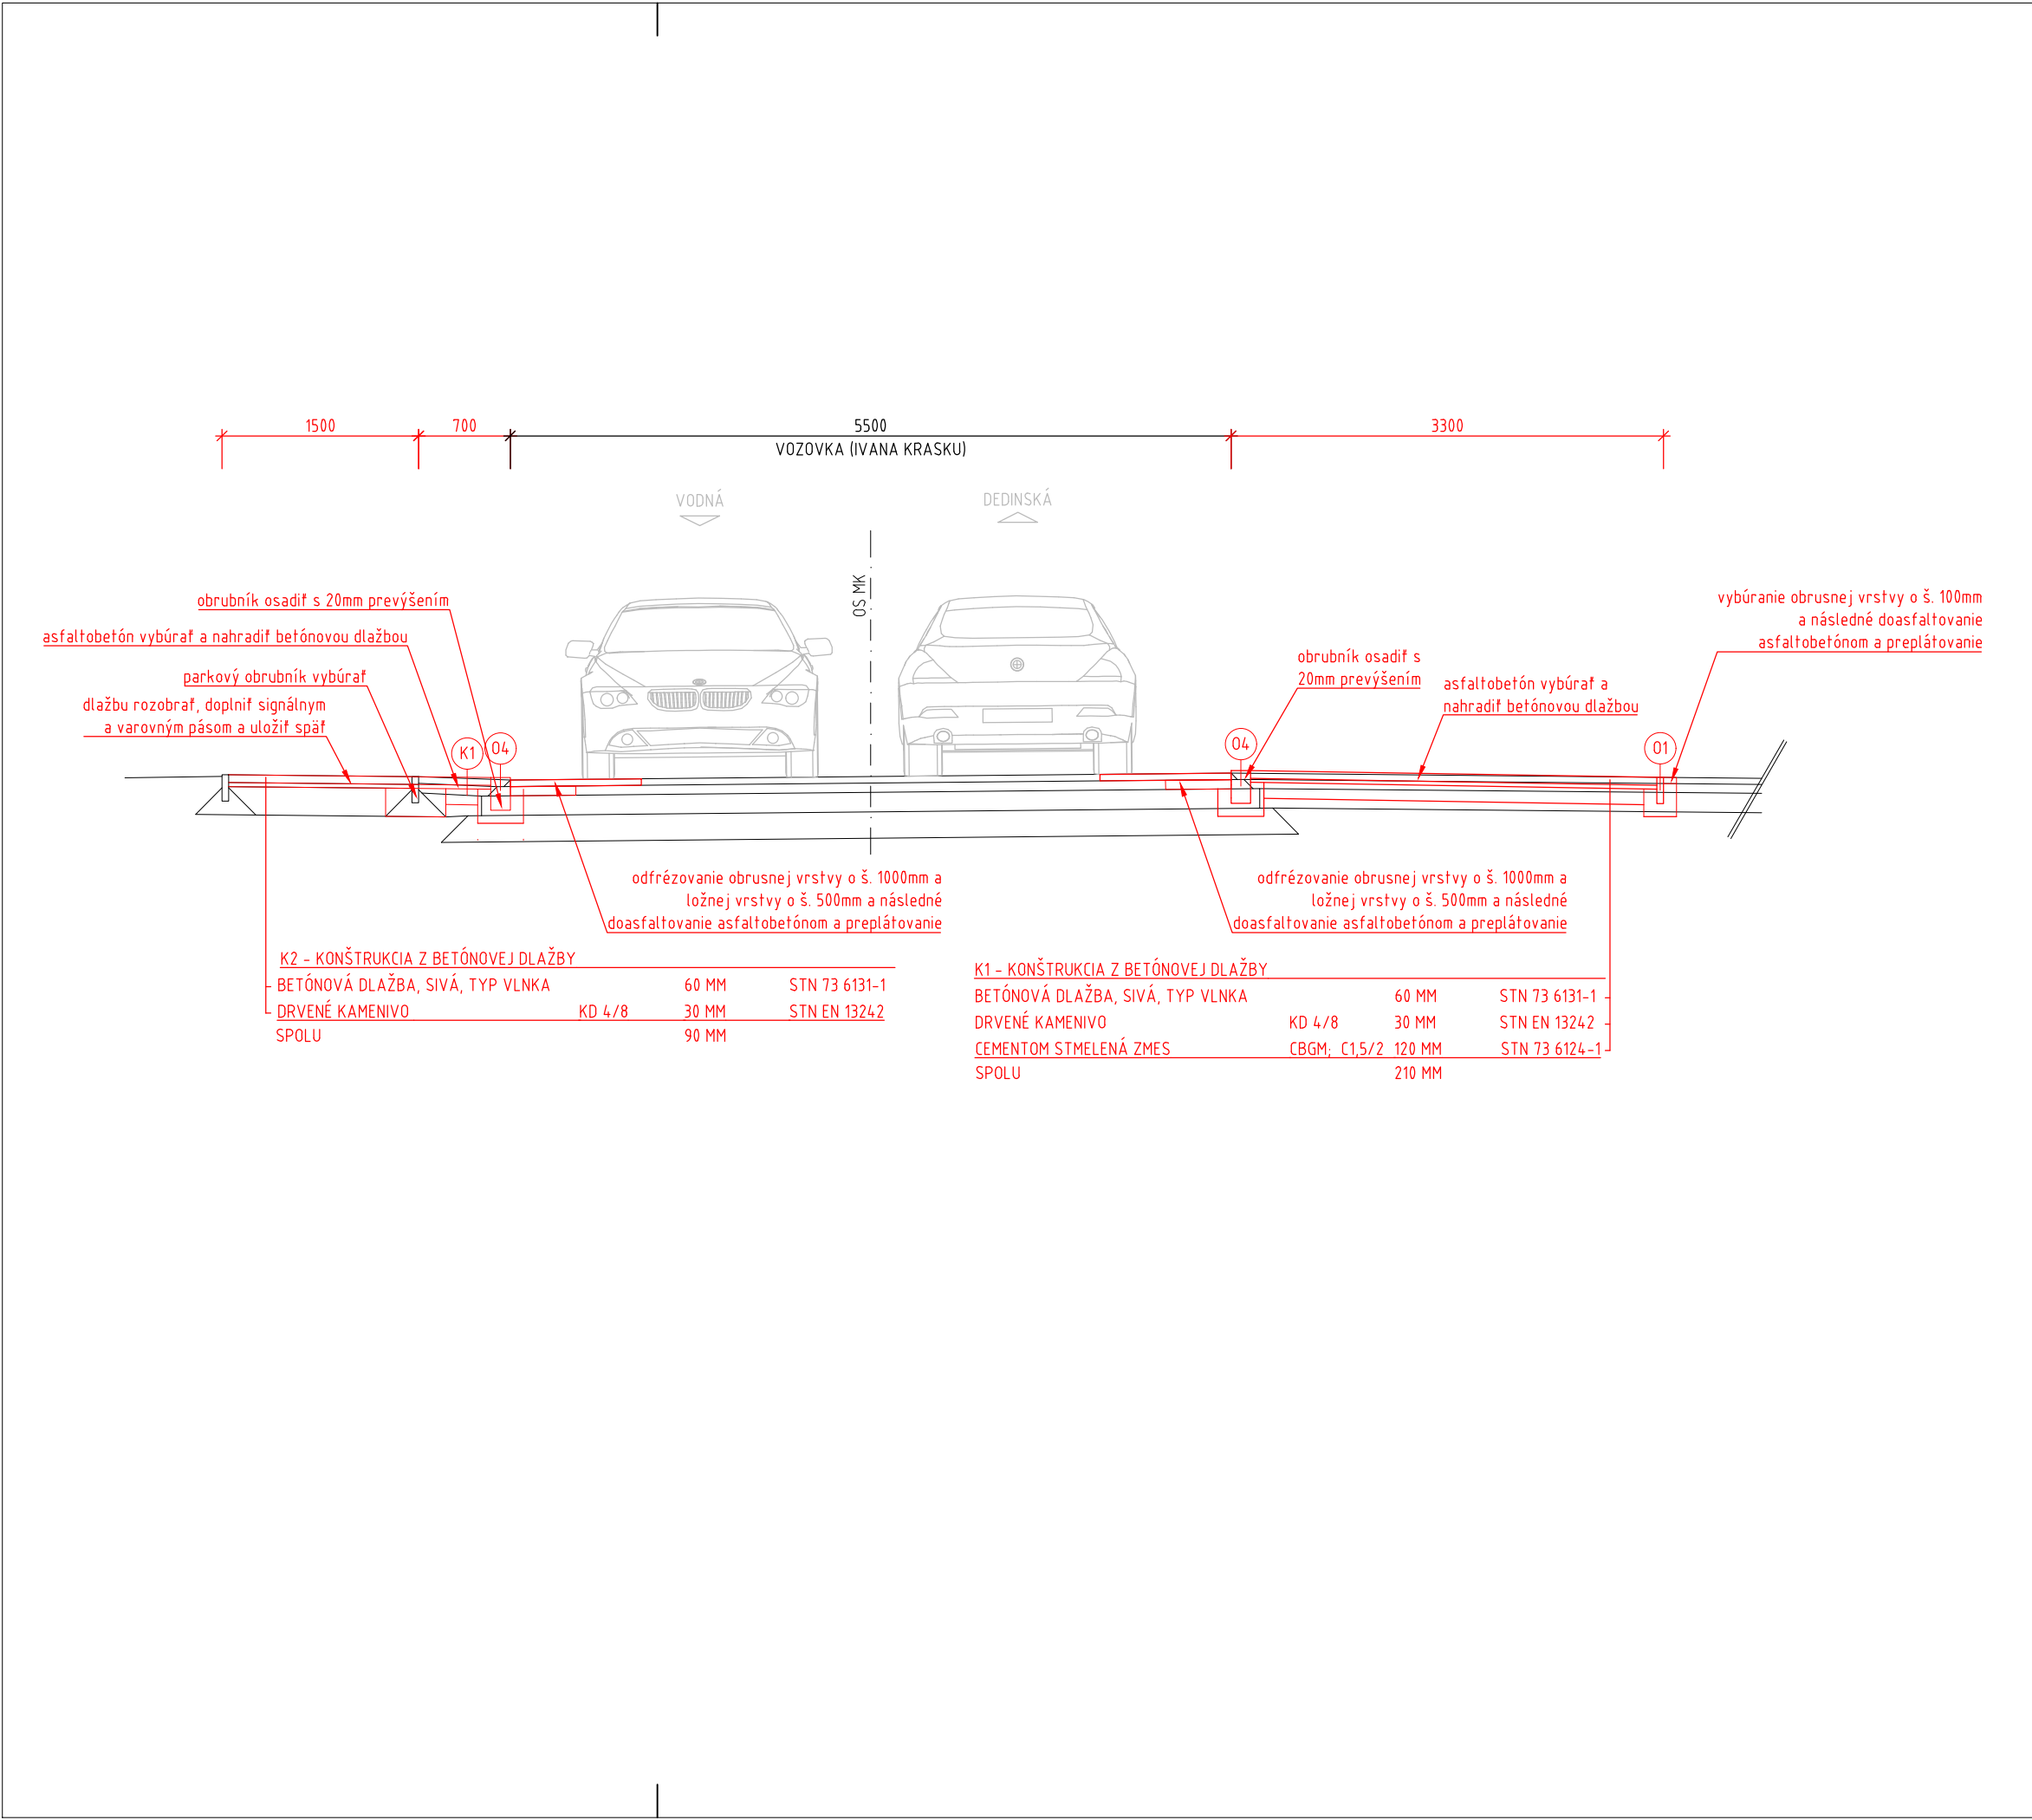 1500
700
5500
3300
VOZOVKA (IVANA KRASKU)
VODNÁ
DEDINSKÁ
OS MK
obrubník osadiť s 20mm prevýšením
asfaltobetón vybúrať a nahradiť betónovou dlažbou
parkový obrubník vybúrať
dlažbu rozobrať, doplniť signálnym
a varovným pásom a uložiť späť
K1
O4
obrubník osadiť s
20mm prevýšením
asfaltobetón vybúrať a
nahradiť betónovou dlažbou
vybúranie obrusnej vrstvy o š. 100mm
a následné doasfaltovanie
asfaltobetónom a preplátovanie
O4
O1
odfrézovanie obrusnej vrstvy o š. 1000mm a
ložnej vrstvy o š. 500mm a následné
doasfaltovanie asfaltobetónom a preplátovanie
odfrézovanie obrusnej vrstvy o š. 1000mm a
ložnej vrstvy o š. 500mm a následné
doasfaltovanie asfaltobetónom a preplátovanie
K2 - KONŠTRUKCIA Z BETÓNOVEJ DLAŽBY
BETÓNOVÁ DLAŽBA, SIVÁ, TYP VLNKA 60 MM STN 73 6131-1
DRVENÉ KAMENIVO KD 4/8 30 MM STN EN 13242
SPOLU 90 MM
K1 - KONŠTRUKCIA Z BETÓNOVEJ DLAŽBY
BETÓNOVÁ DLAŽBA, SIVÁ, TYP VLNKA 60 MM STN 73 6131-1
DRVENÉ KAMENIVO KD 4/8 30 MM STN EN 13242
CEMENTOM STMELENÁ ZMES CBGM; C1,5/2 120 MM STN 73 6124-1
SPOLU 210 MM